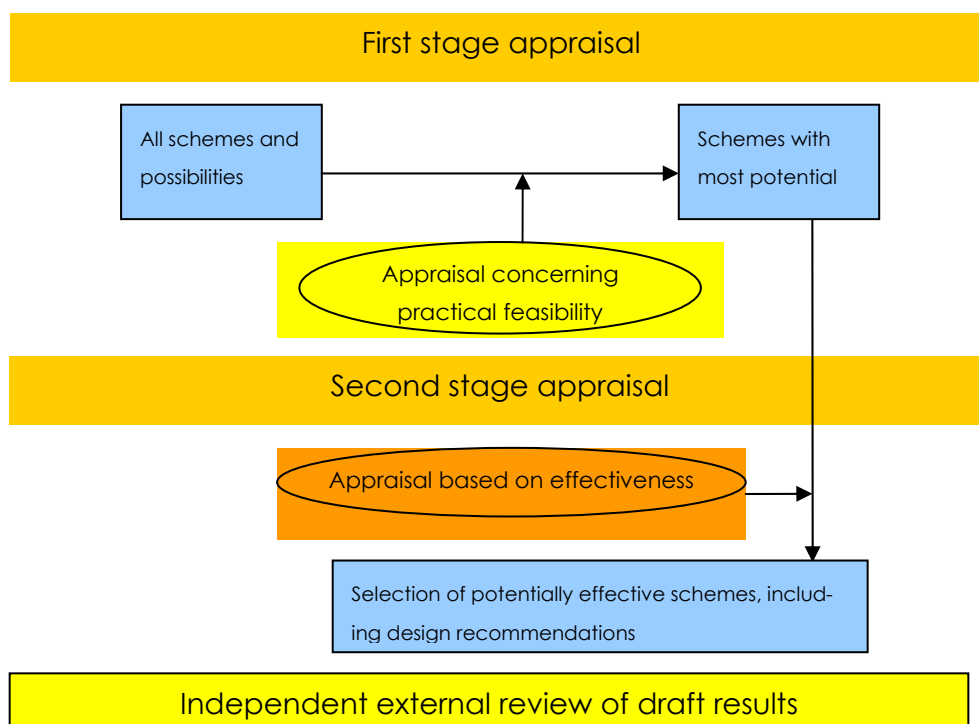 First stage appraisal
All schemes and
possibilities
Schemes with
most potential
Appraisal concerning
practical feasibility
Second stage appraisal
Appraisal based on effectiveness
Selection of potentially effective schemes, includ-
ing design recommendations
Independent external review of draft results